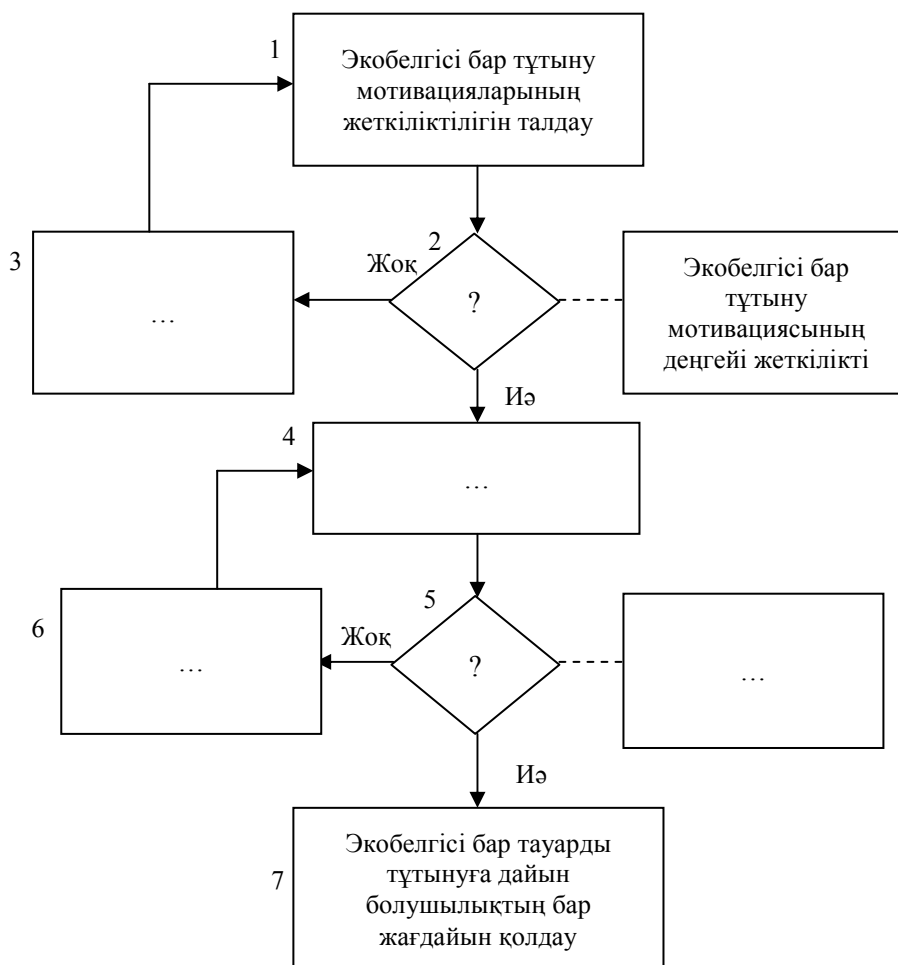 1
Экобелгісі бар тұтыну
мотивацияларының
жеткіліктілігін талдау
2
Жоқ
3
…
?
Экобелгісі бар
тұтыну
мотивациясының
деңгейі жеткілікті
Иә
4
…
5
Жоқ
6
…
?
…
Иә
7
Экобелгісі бар тауарды
тұтынуға дайын
болушылықтың бар
жағдайын қолдау